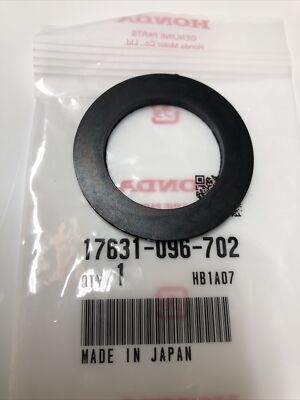 HONDA
GENUINE PARTS
Honda Motor Co., Ltd.
HONDA
17631-096-702
QTY 1 HB1A07
MADE IN JAPAN